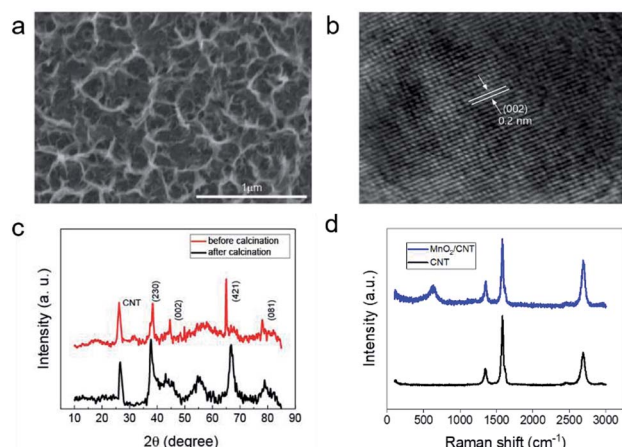 a
b
1μm
(002)
0.2 nm
c
before calcination
after calcination
CNT
(230)
(002)
(421)
(081)
Intensity (a. u.)
10 20 30 40 50 60 70 80 90
2θ (degree)
d
MnO₂/CNT
CNT
Intensity (a.u.)
0 500 1000 1500 2000 2500 3000
Raman shift (cm⁻¹)